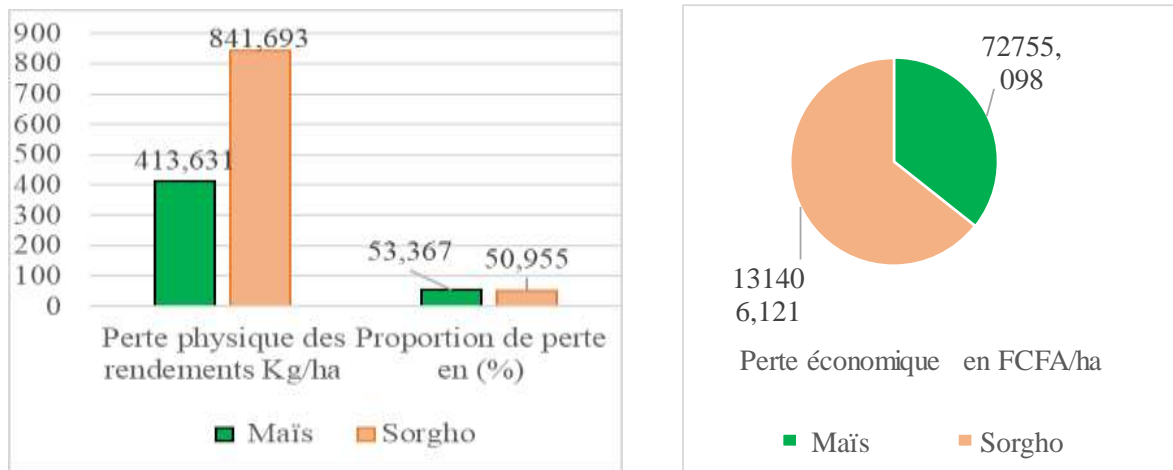 900
800
700
600
500
400
300
200
100
0
841,693
413,631
53,367
50,955
Perte physique des
rendements Kg/ha
Proportion de perte
en (%)
Maïs
Sorgho
72755,
098
13140
6,121
Perte économique en FCFA/ha
Maïs
Sorgho